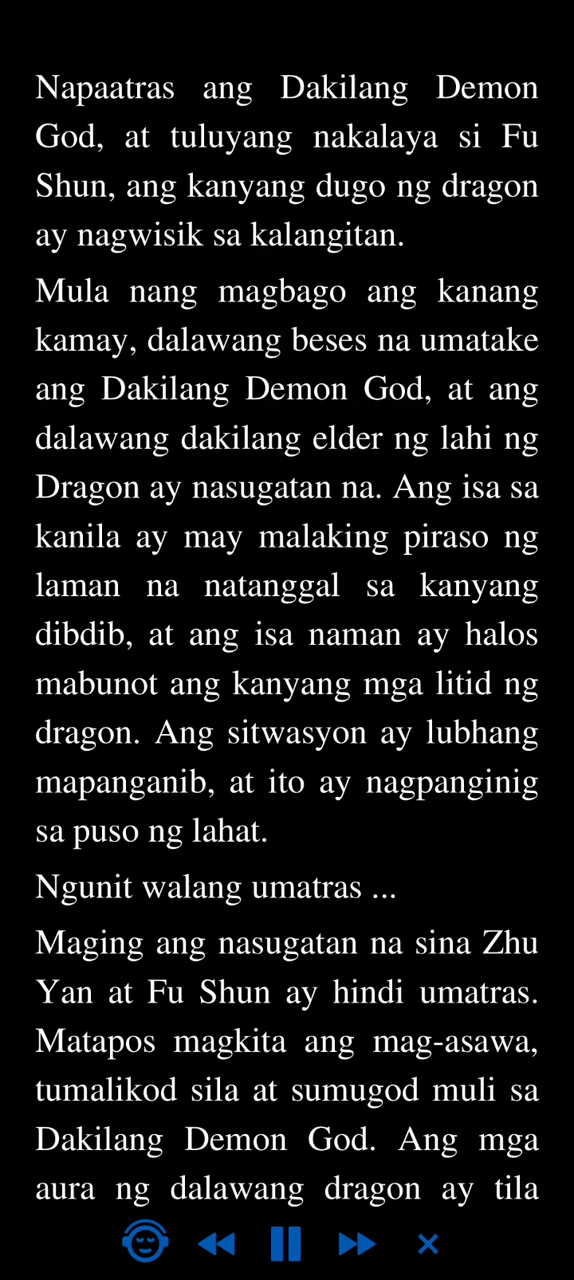 Napaatras ang Dakilang Demon
God, at tuluyang nakalaya si Fu
Shun, ang kanyang dugo ng dragon
ay nagwisik sa kalangitan.
Mula nang magbago ang kanang
kamay, dalawang beses na umatake
ang Dakilang Demon God, at ang
dalawang dakilang elder ng lahi ng
Dragon ay nasugatan na. Ang isa sa
kanila ay may malaking piraso ng
laman na natanggal sa kanyang
dibdib, at ang isa naman ay halos
mabunot ang kanyang mga litid ng
dragon. Ang sitwasyon ay lubhang
mapanganib, at ito ay nagpanginig
sa puso ng lahat.
Ngunit walang umatras ...
Maging ang nasugatan na sina Zhu
Yan at Fu Shun ay hindi umatras.
Matapos magkita ang mag-asawa,
tumalikod sila at sumugod muli sa
Dakilang Demon God. Ang mga
aura ng dalawang dragon ay tila